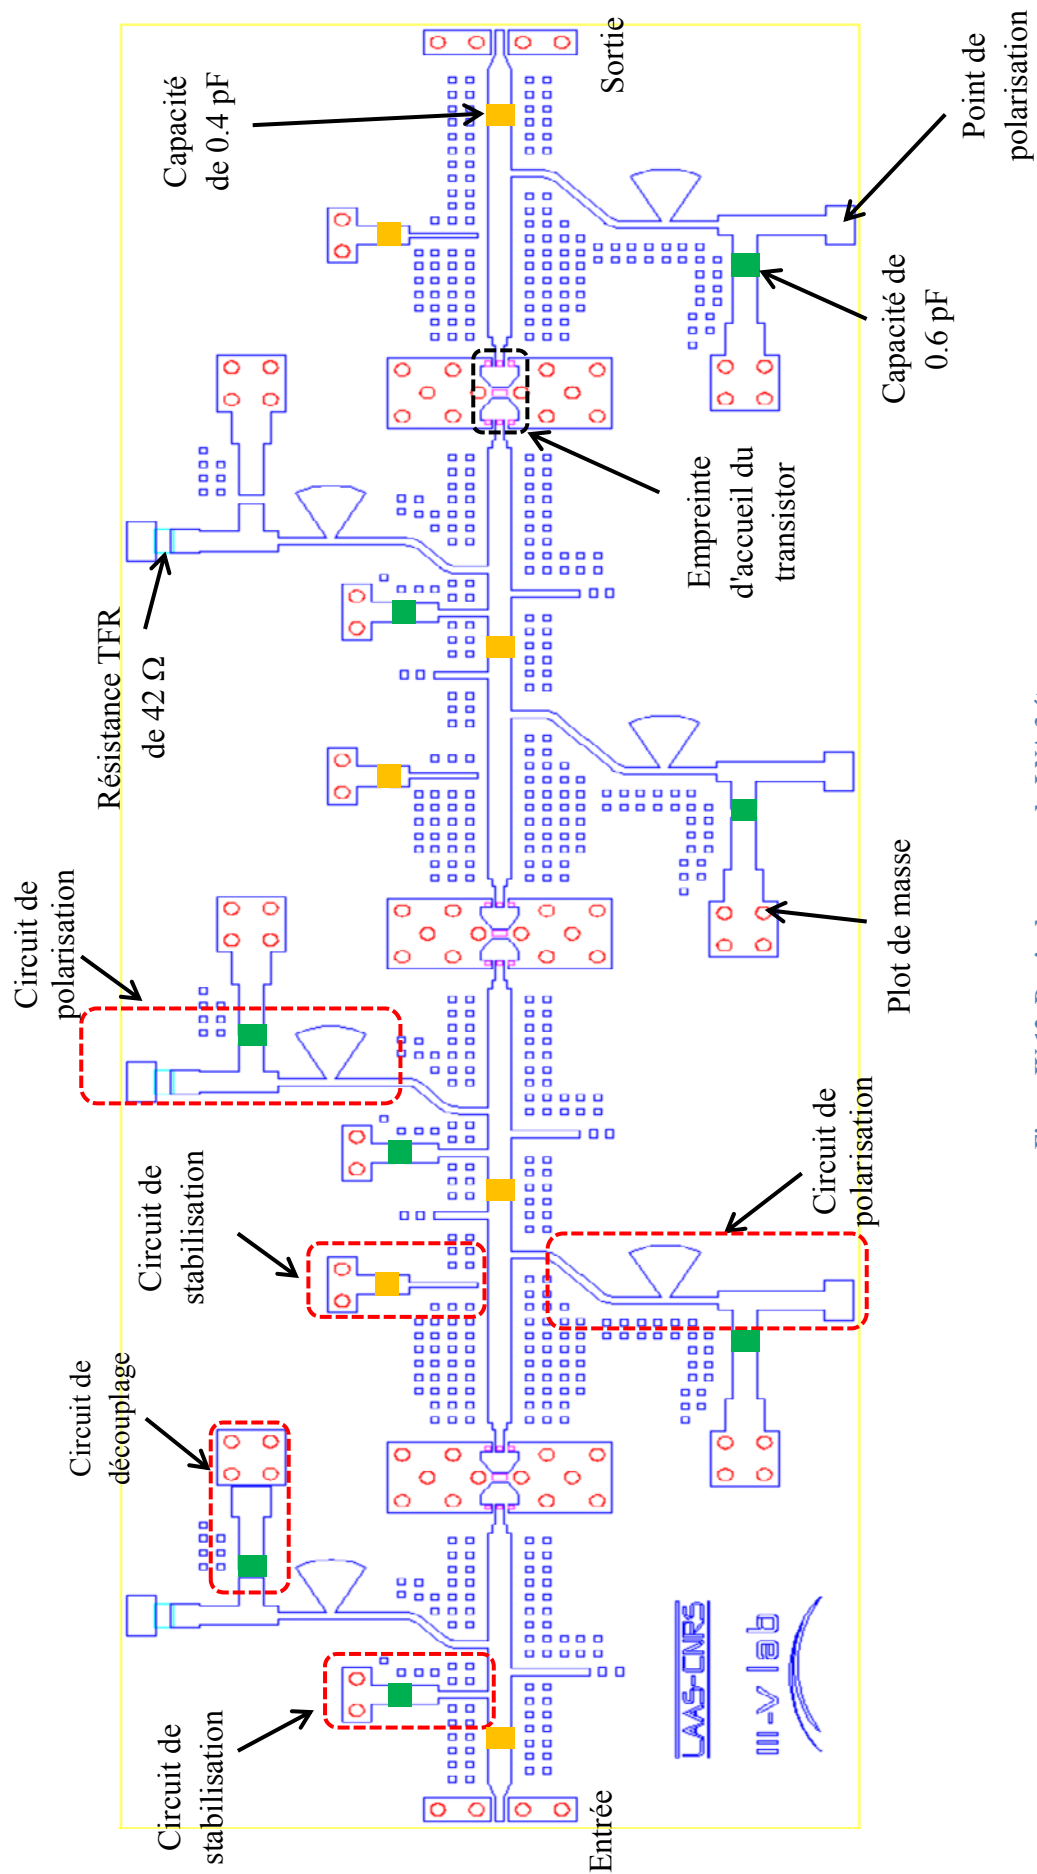 Circuit de
stabilisation
Circuit de
découplage
Circuit de
stabilisation
Circuit de
polarisation
Résistance TFR
de 42 Ω
Capacité
de 0.4 pF
Entrée
Sortie
Empreinte
d'accueil du
transistor
LAAS-CNRS
III-V lab
Circuit de
polarisation
Plot de masse
Capacité de
0.6 pF
Point de
polarisation